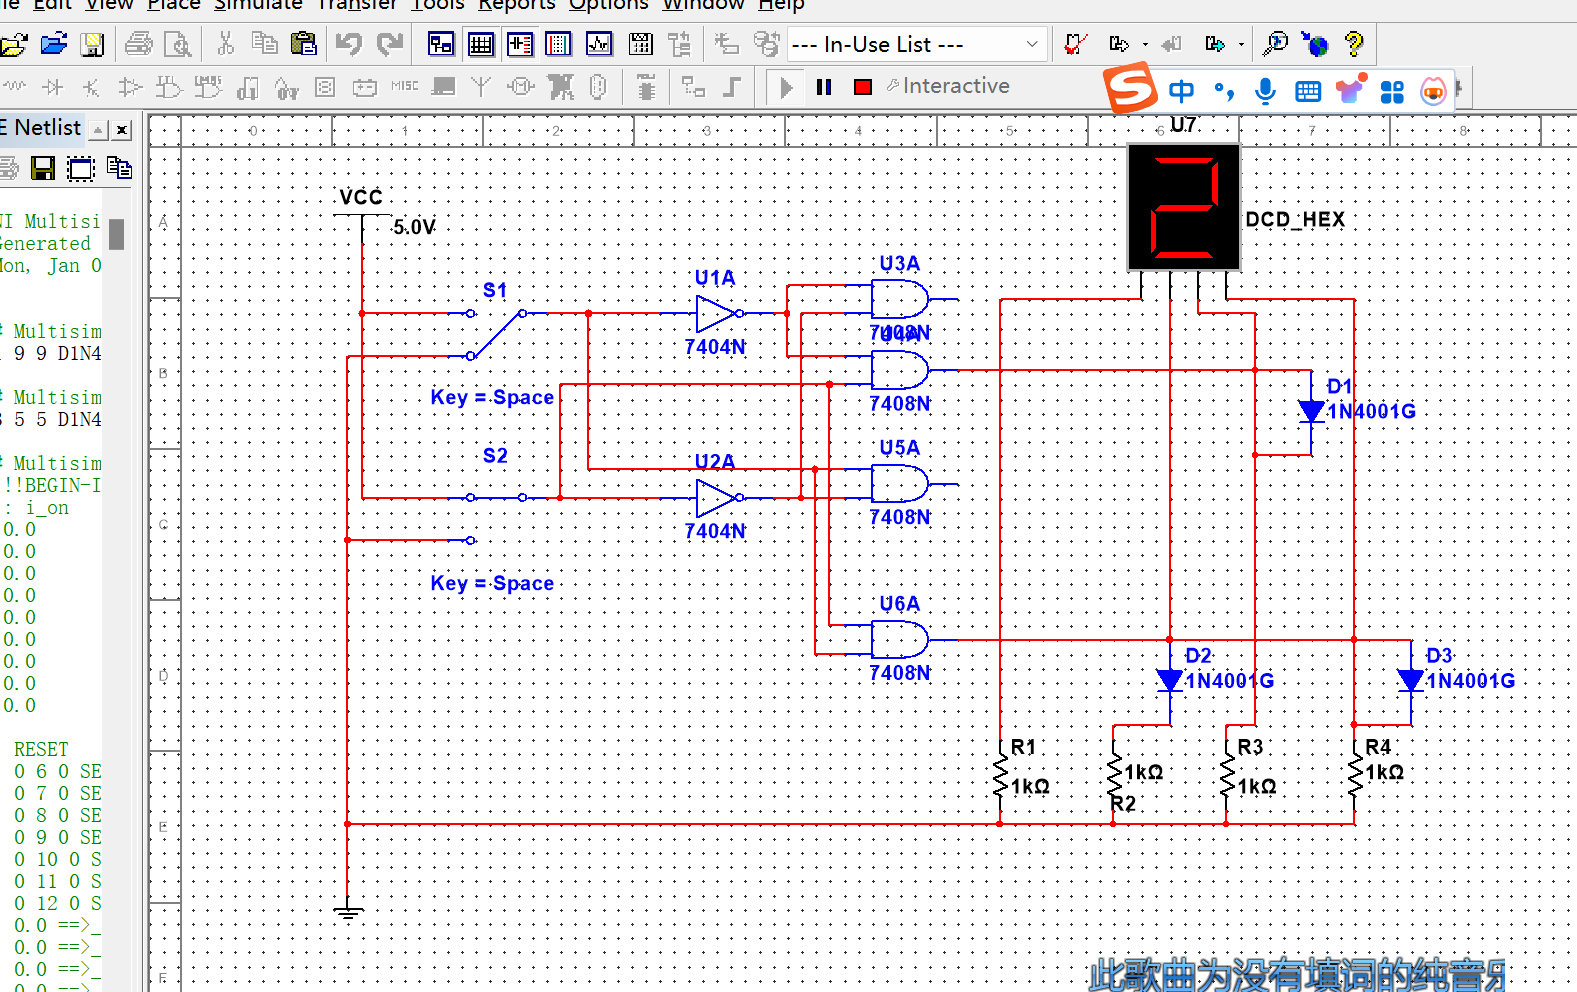 Edit View Place Simulate Transfer Tools Reports Options Window Help
--- In-Use List ---
MISC
Interactive
中
E Netlist
NI Multisi
Generated
Mon, Jan 0
# Multisim
9 9 D1N4
# Multisim
5 5 D1N4
# Multisim
!!BEGIN-I
: i_on
0.0
0.0
0.0
0.0
0.0
0.0
0.0
0.0
0.0
RESET
0 6 0 SE
0 7 0 SE
0 8 0 SE
0 9 0 SE
0 10 0 S
0 11 0 S
0 12 0 S
0.0 ==>_
0.0 ==>_
0.0 ==>_
0.0 ==>
0 1 2 3 4 5 6 7 8
A
B
C
D
E
F
U7
2
DCD_HEX
VCC
5.0V
S1
Key = Space
S2
Key = Space
U1A
7404N
U2A
7404N
U3A
7408N
U4A
7408N
U5A
7408N
U6A
7408N
D1
1N4001G
D2
1N4001G
D3
1N4001G
R1
1kΩ
1kΩ
R2
R3
1kΩ
R4
1kΩ
此歌曲为没有填词的纯音乐